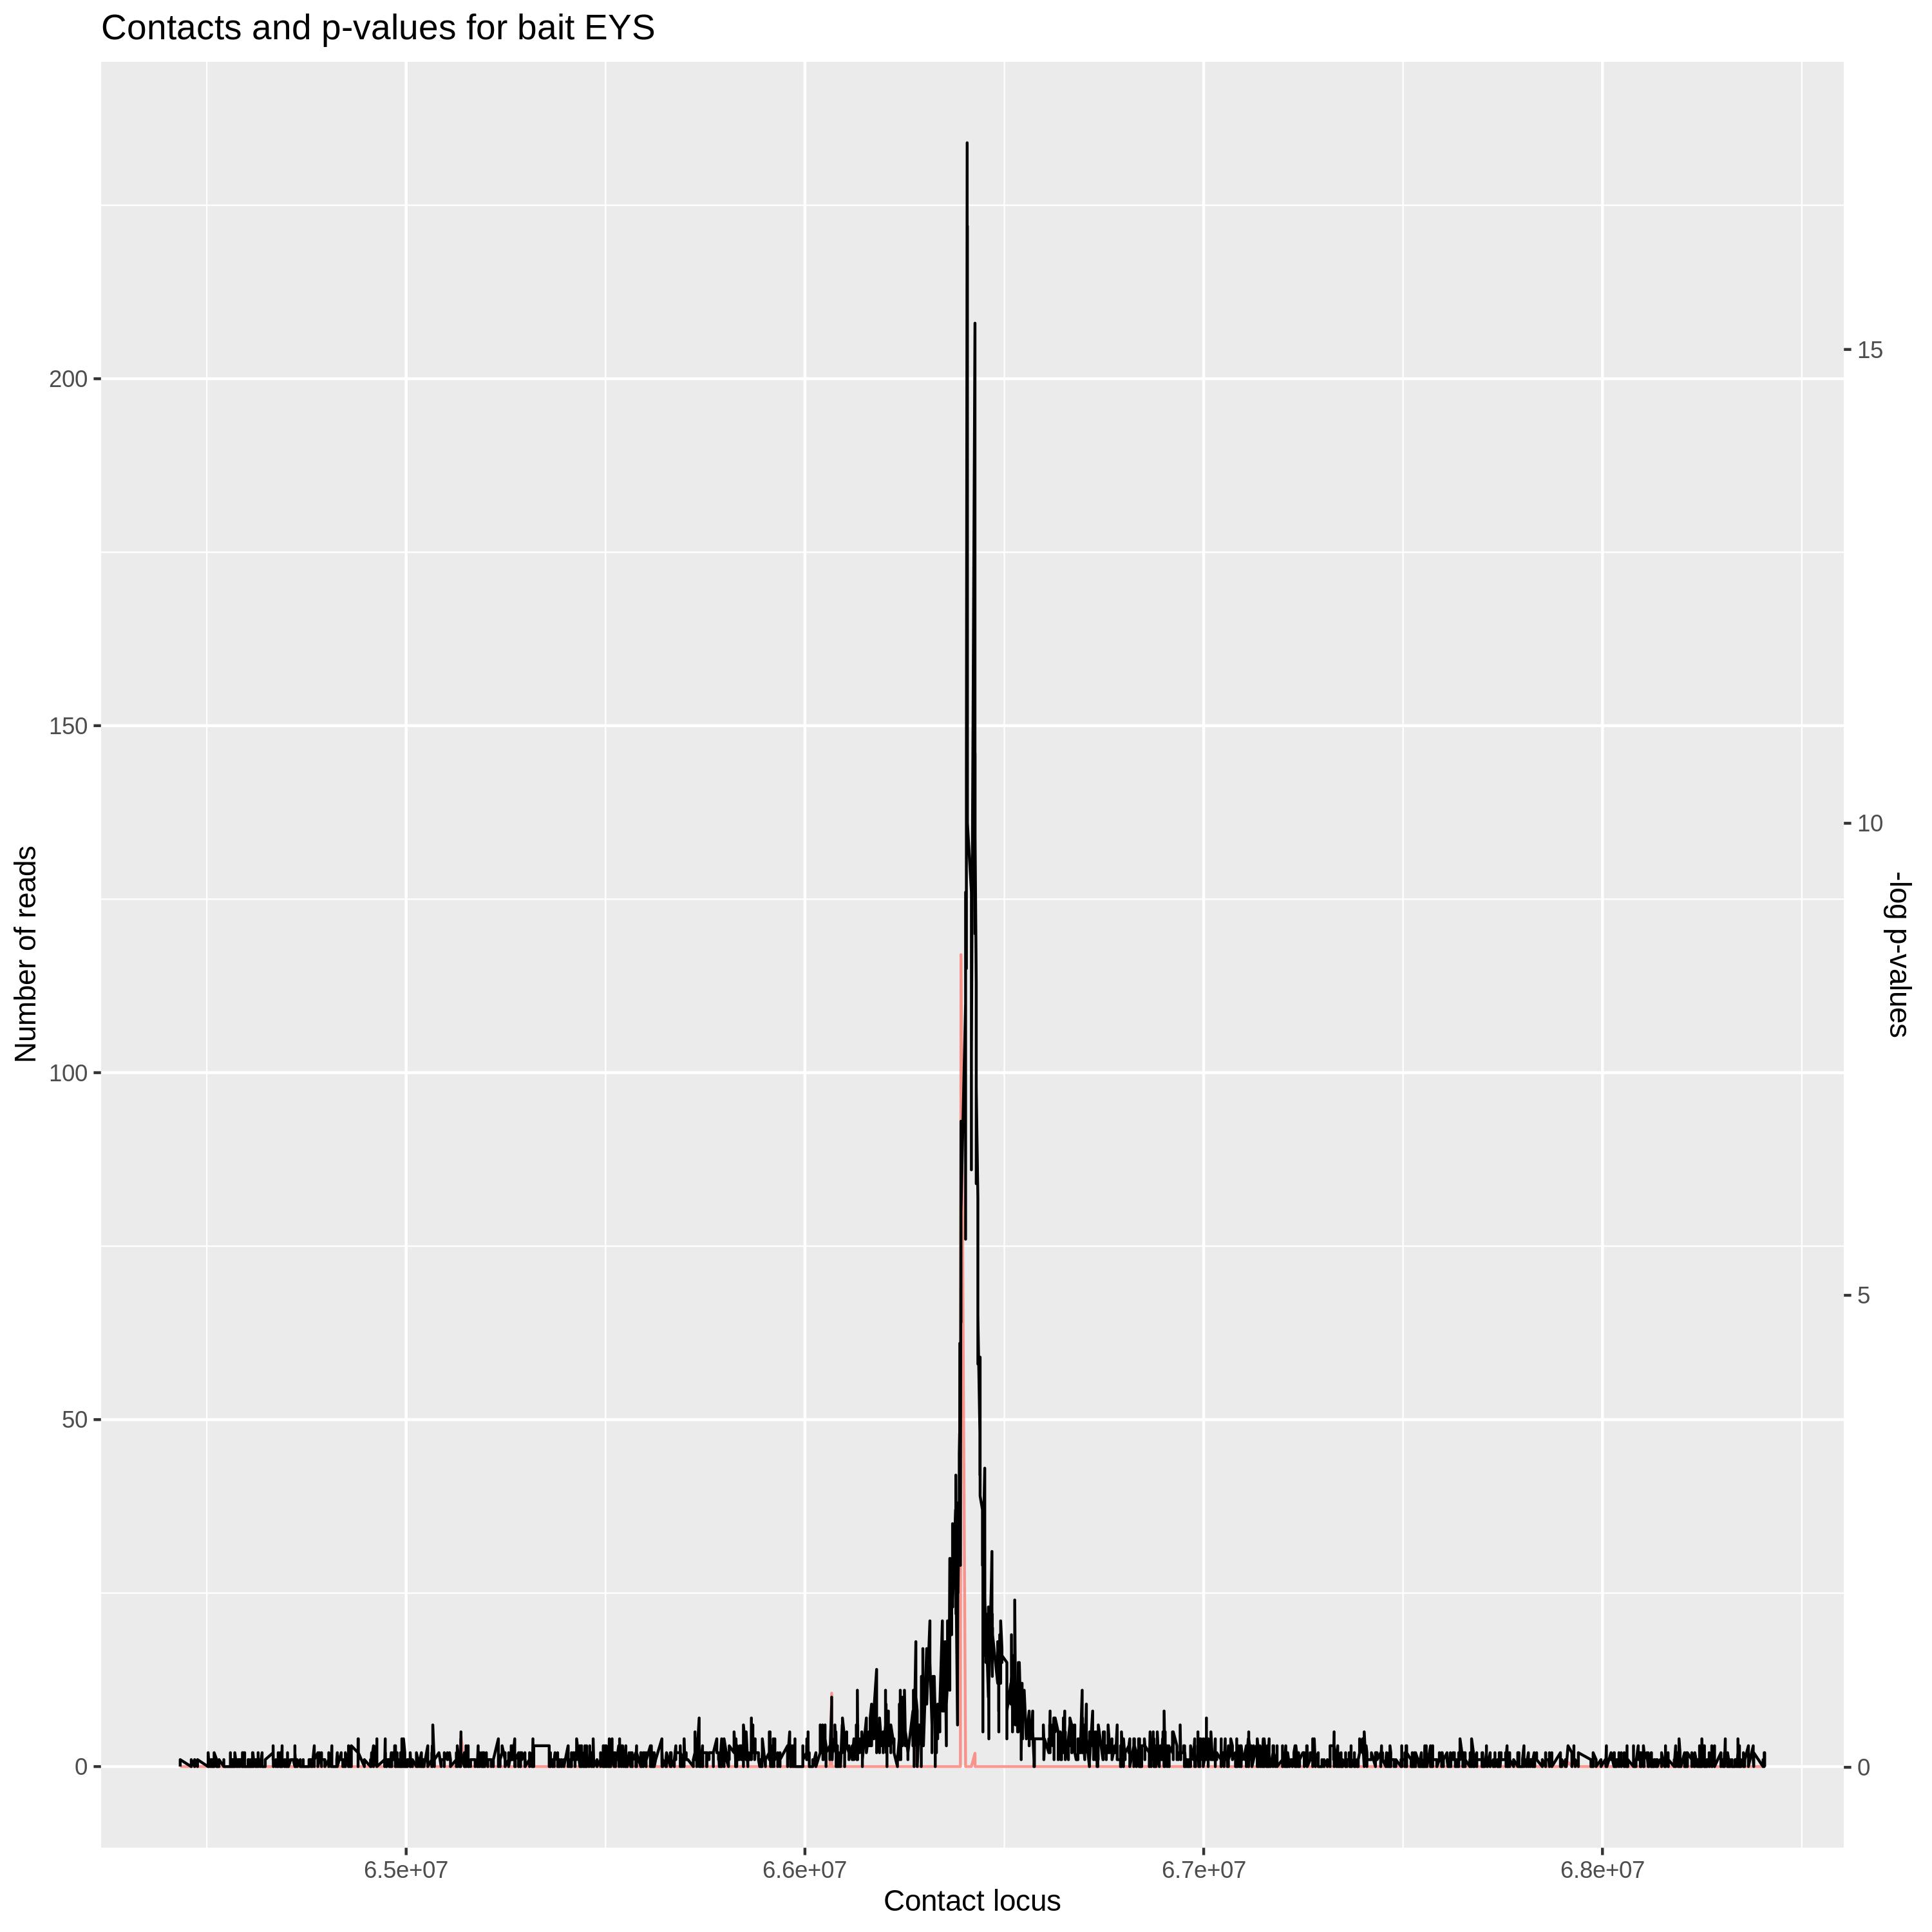 Contacts and p-values for bait EYS
Number of reads
200
150
100
50
0
15
10
5
0
-log p-values
6.5e+07
6.6e+07
6.7e+07
6.8e+07
Contact locus